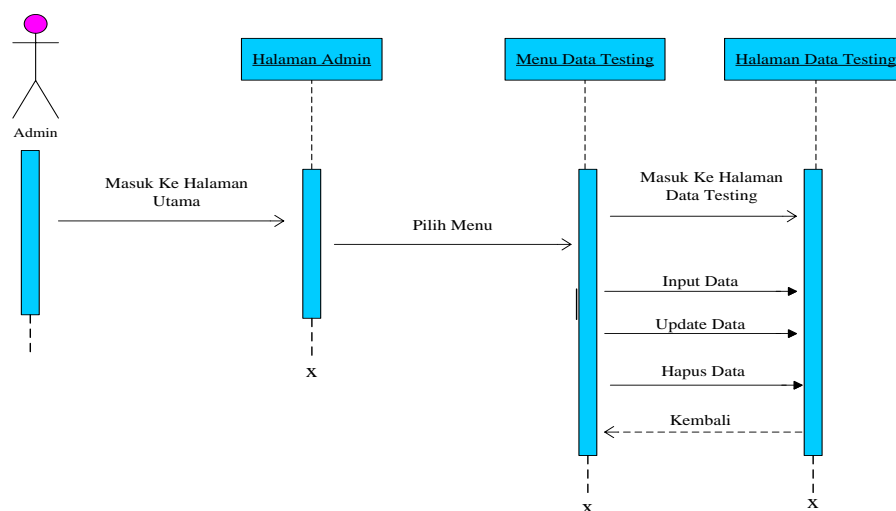 Halaman Admin
Menu Data Testing
Halaman Data Testing
Admin
Masuk Ke Halaman
Utama
Pilih Menu
Masuk Ke Halaman
Data Testing
Input Data
Update Data
Hapus Data
Kembali
x
x
x